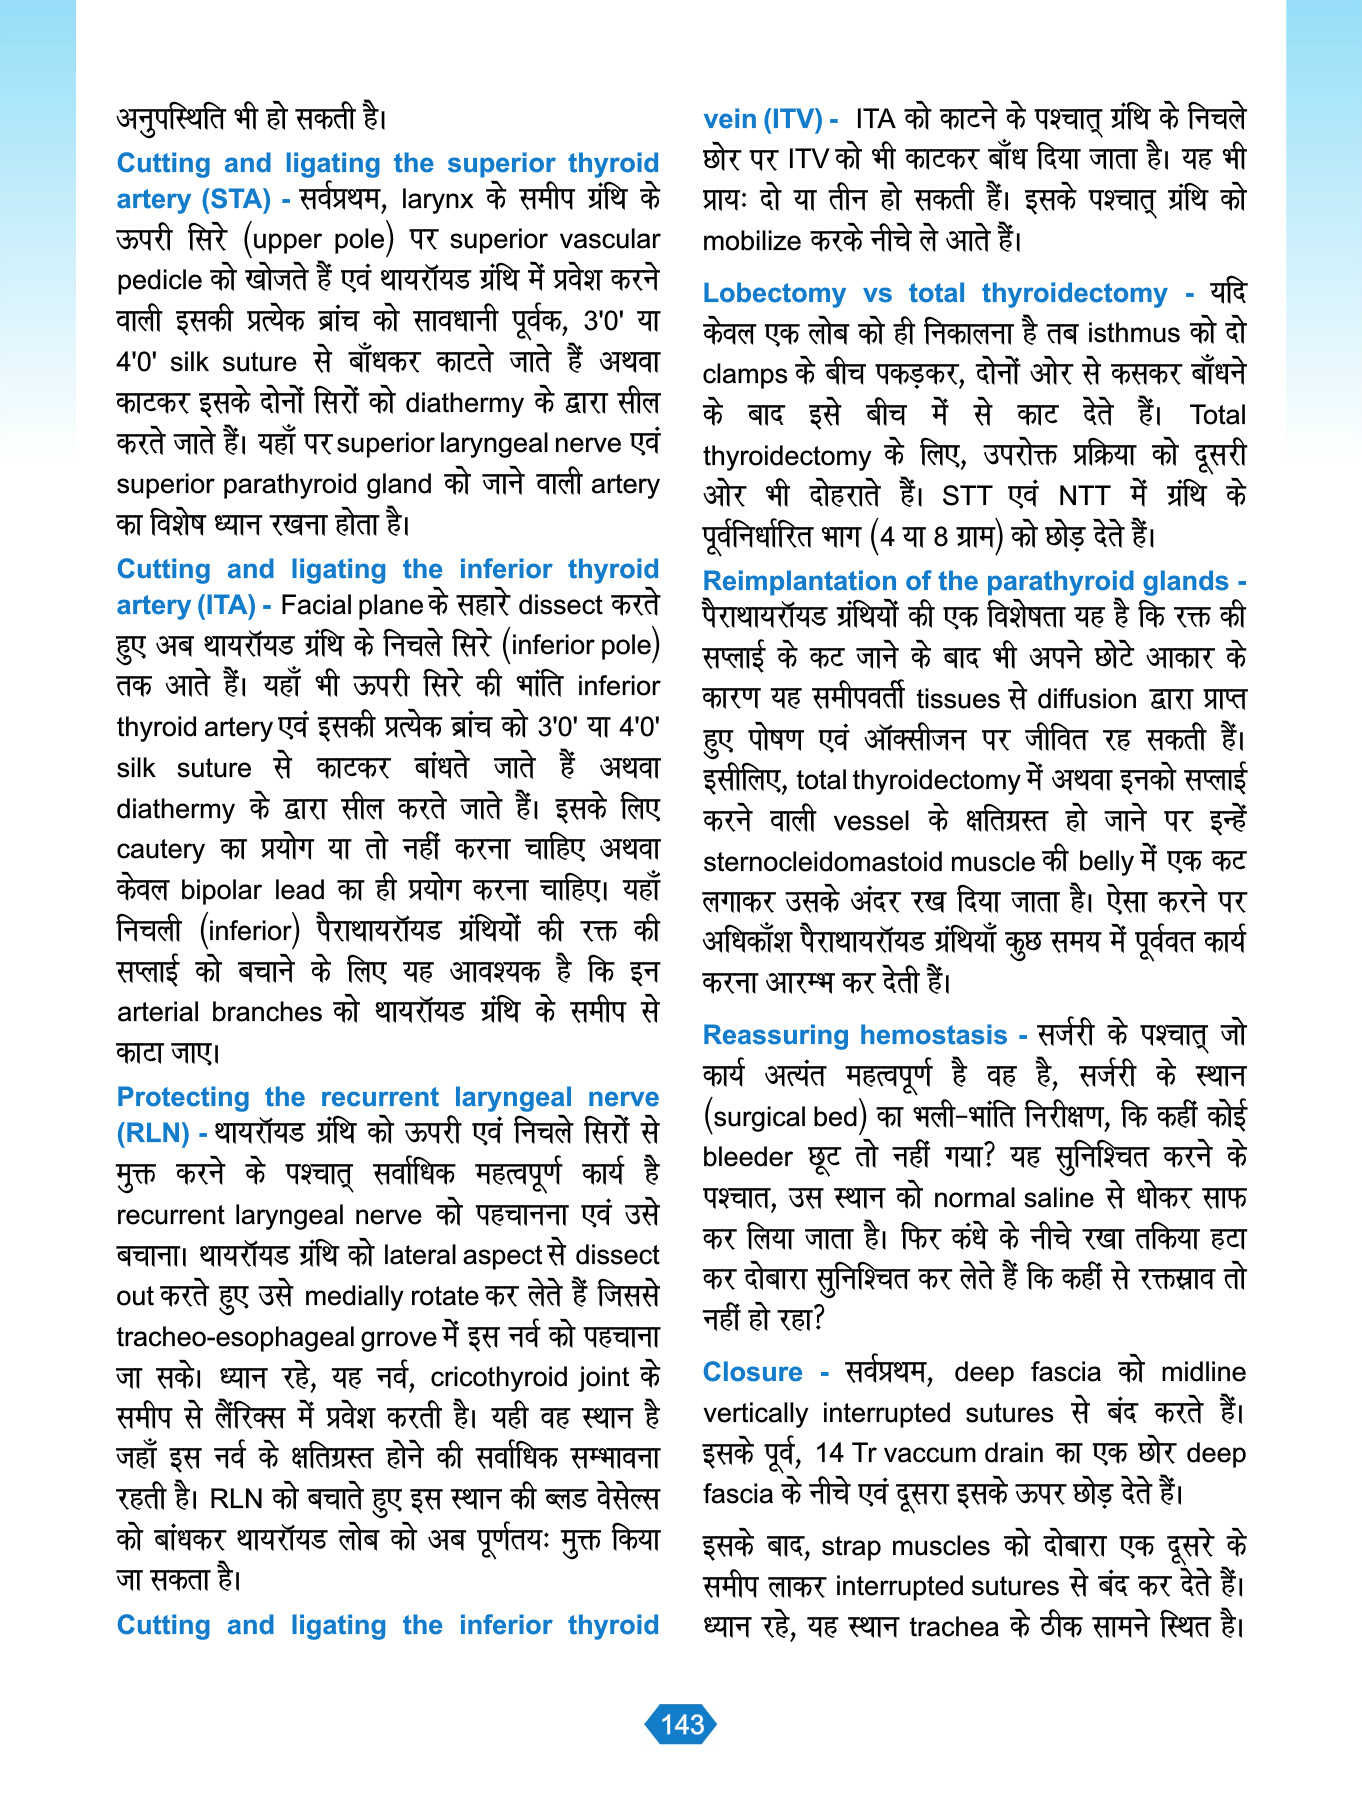 अनुपस्थिति भी हो सकती है।
Cutting and ligating the superior thyroid
artery (STA) - सर्वप्रथम, larynx के समीप ग्रंथि के
ऊपरी सिरे (upper pole) पर superior vascular
pedicle को खोजते हैं एवं थायरॉयड ग्रंथि में प्रवेश करने
वाली इसकी प्रत्येक ब्रांच को सावधानी पूर्वक, 3'0' या
4'0' silk suture से बाँधकर काटते जाते हैं अथवा
काटकर इसके दोनों सिरों को diathermy के द्वारा सील
करते जाते हैं। यहाँ पर superior laryngeal nerve एवं
superior parathyroid gland को जाने वाली artery
का विशेष ध्यान रखना होता है।
Cutting and ligating the inferior thyroid
artery (ITA) - Facial plane के सहारे dissect करते
हुए अब थायरॉयड ग्रंथि के निचले सिरे (inferior pole)
तक आते हैं। यहाँ भी ऊपरी सिरे की भांति inferior
thyroid artery एवं इसकी प्रत्येक ब्रांच को 3'0' या 4'0'
silk suture से काटकर बांधते जाते हैं अथवा
diathermy के द्वारा सील करते जाते हैं। इसके लिए
cautery का प्रयोग या तो नहीं करना चाहिए अथवा
केवल bipolar lead का ही प्रयोग करना चाहिए। यहाँ
निचली (inferior) पैराथायरॉयड ग्रंथियों की रक्त की
सप्लाई को बचाने के लिए यह आवश्यक है कि इन
arterial branches को थायरॉयड ग्रंथि के समीप से
काटा जाए।
Protecting the recurrent laryngeal nerve
(RLN) - थायरॉयड ग्रंथि को ऊपरी एवं निचले सिरों से
मुक्त करने के पश्चात् सर्वाधिक महत्वपूर्ण कार्य है
recurrent laryngeal nerve को पहचानना एवं उसे
बचाना। थायरॉयड ग्रंथि को lateral aspect से dissect
out करते हुए उसे medially rotate कर लेते हैं जिससे
tracheo-esophageal grrove में इस नर्व को पहचाना
जा सके। ध्यान रहे, यह नर्व, cricothyroid joint के
समीप से लैंरिक्स में प्रवेश करती है। यही वह स्थान है
जहाँ इस नर्व के क्षतिग्रस्त होने की सर्वाधिक सम्भावना
रहती है। RLN को बचाते हुए इस स्थान की ब्लड वेसेल्स
को बांधकर थायरॉयड लोब को अब पूर्णतयः मुक्त किया
जा सकता है।
Cutting and ligating the inferior thyroid
vein (ITV) - ITA को काटने के पश्चात् ग्रंथि के निचले
छोर पर ITV को भी काटकर बाँध दिया जाता है। यह भी
प्रायः दो या तीन हो सकती हैं। इसके पश्चात् ग्रंथि को
mobilize करके नीचे ले आते हैं।
Lobectomy vs total thyroidectomy - यदि
केवल एक लोब को ही निकालना है तब isthmus को दो
clamps के बीच पकड़कर, दोनों ओर से कसकर बाँधने
के बाद इसे बीच में से काट देते हैं। Total
thyroidectomy के लिए, उपरोक्त प्रक्रिया को दूसरी
ओर भी दोहराते हैं। STT एवं NTT में ग्रंथि के
पूर्वनिर्धारित भाग (4 या 8 ग्राम) को छोड़ देते हैं।
Reimplantation of the parathyroid glands -
पैराथायरॉयड ग्रंथियों की एक विशेषता यह है कि रक्त की
सप्लाई के कट जाने के बाद भी अपने छोटे आकार के
कारण यह समीपवर्ती tissues से diffusion द्वारा प्राप्त
हुए पोषण एवं ऑक्सीजन पर जीवित रह सकती हैं।
इसीलिए, total thyroidectomy में अथवा इनको सप्लाई
करने वाली vessel के क्षतिग्रस्त हो जाने पर इन्हें
sternocleidomastoid muscle की belly में एक कट
लगाकर उसके अंदर रख दिया जाता है। ऐसा करने पर
अधिकाँश पैराथायरॉयड ग्रंथियाँ कुछ समय में पूर्ववत कार्य
करना आरम्भ कर देती हैं।
Reassuring hemostasis - सर्जरी के पश्चात् जो
कार्य अत्यंत महत्वपूर्ण है वह है, सर्जरी के स्थान
(surgical bed) का भली-भांति निरीक्षण, कि कहीं कोई
bleeder छूट तो नहीं गया? यह सुनिश्चित करने के
पश्चात, उस स्थान को normal saline से धोकर साफ
कर लिया जाता है। फिर कंधे के नीचे रखा तकिया हटा
कर दोबारा सुनिश्चित कर लेते हैं कि कहीं से रक्तस्राव तो
नहीं हो रहा?
Closure - सर्वप्रथम, deep fascia को midline
vertically interrupted sutures से बंद करते हैं।
इसके पूर्व, 14 Tr vaccum drain का एक छोर deep
fascia के नीचे एवं दूसरा इसके ऊपर छोड़ देते हैं।
इसके बाद, strap muscles को दोबारा एक दूसरे के
समीप लाकर interrupted sutures से बंद कर देते हैं।
ध्यान रहे, यह स्थान trachea के ठीक सामने स्थित है।
143